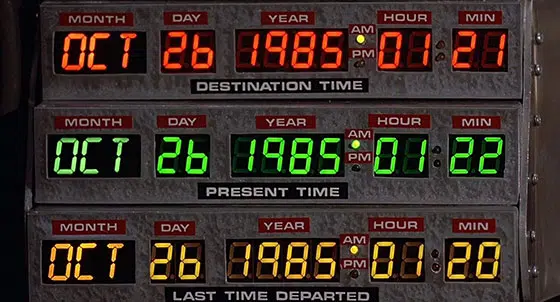 MONTH DAY YEAR AM HOUR MIN
OCT 26 1985 PM 01 21
DESTINATION TIME
MONTH DAY YEAR AM HOUR MIN
OCT 26 1985 PM 01 22
PRESENT TIME
MONTH DAY YEAR AM HOUR MIN
OCT 26 1985 PM 01 20
LAST TIME DEPARTED